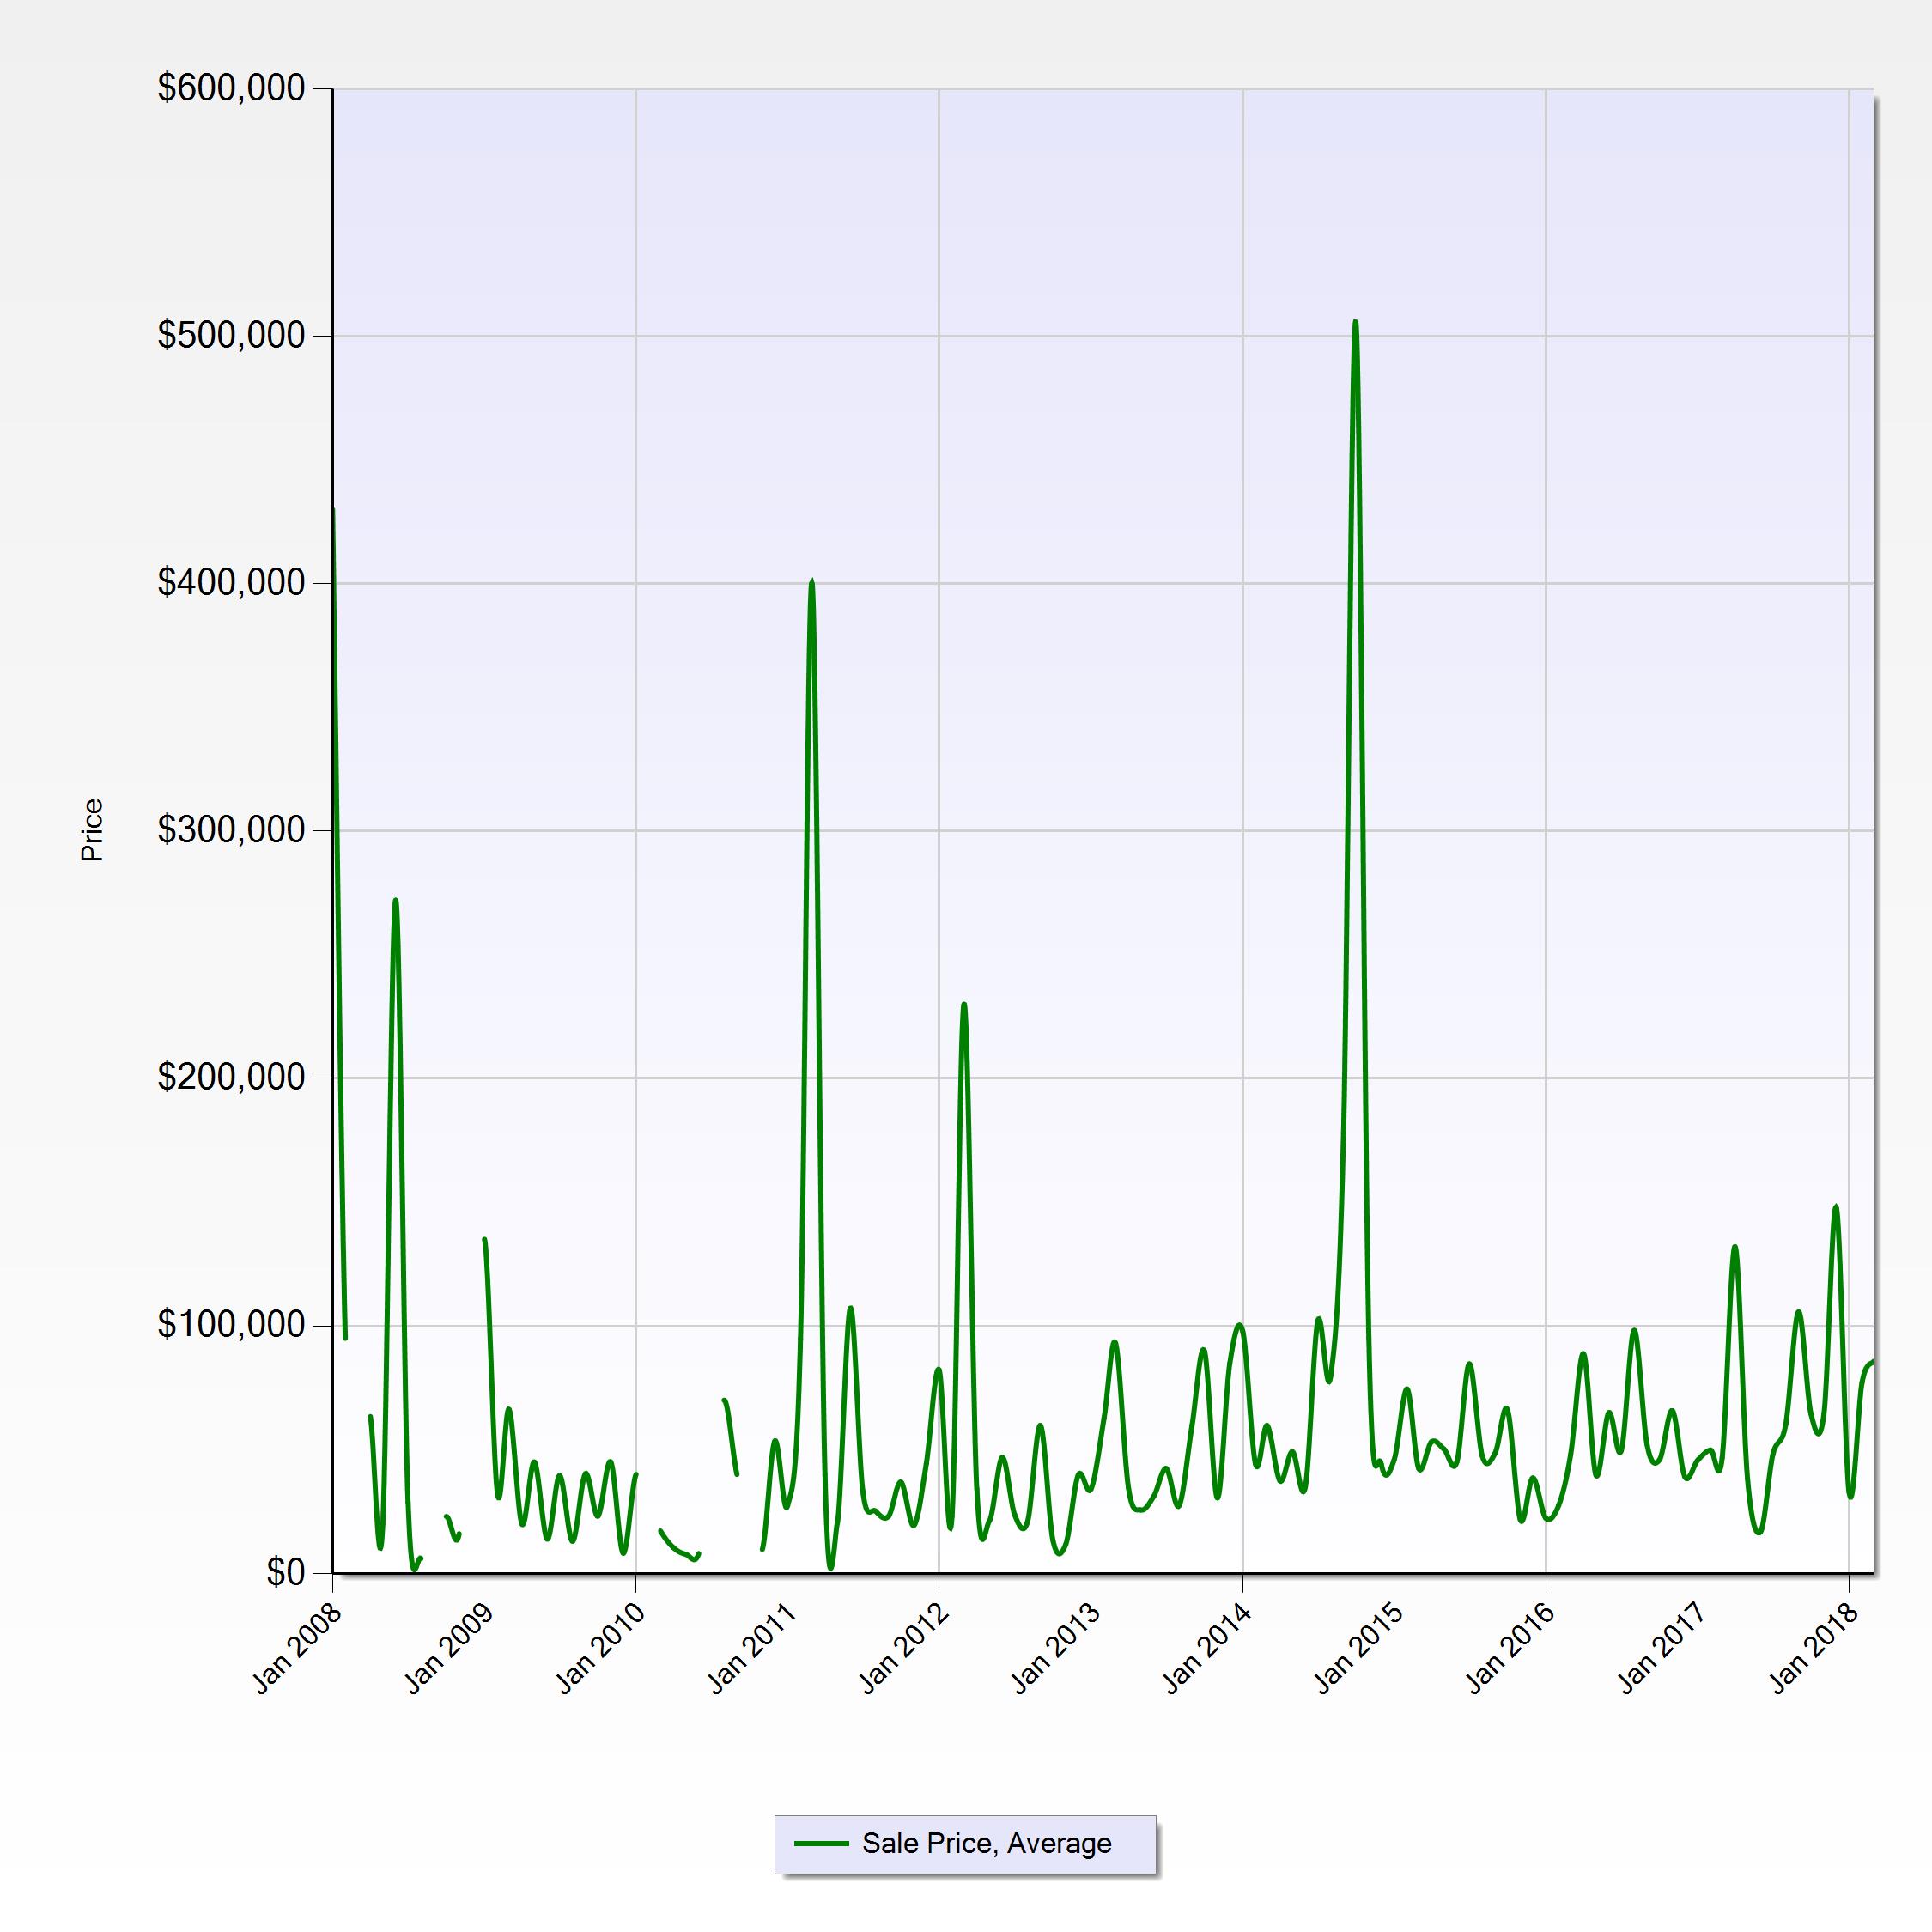 $600,000
$500,000
$400,000
$300,000
$200,000
$100,000
$0
Price
Jan 2008
Jan 2009
Jan 2010
Jan 2011
Jan 2012
Jan 2013
Jan 2014
Jan 2015
Jan 2016
Jan 2017
Jan 2018
Sale Price, Average